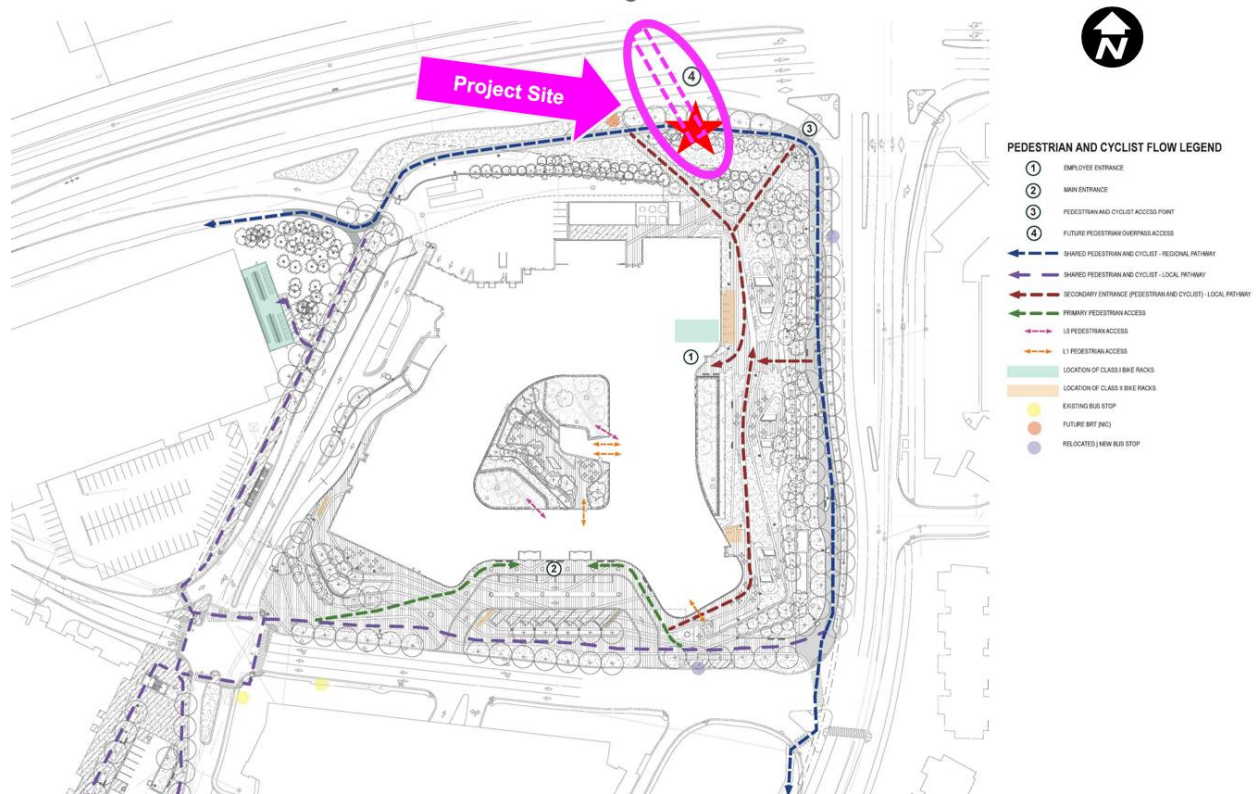 N
Project Site
4
3
1
2
PEDESTRIAN AND CYCLIST FLOW LEGEND
1 EMPLOYEE ENTRANCE
2 MAIN ENTRANCE
3 PEDESTRIAN AND CYCLIST ACCESS POINT
4 FUTURE PEDESTRIAN OVERPASS ACCESS
SHARED PEDESTRIAN AND CYCLIST - REGIONAL PATHWAY
SHARED PEDESTRIAN AND CYCLIST - LOCAL PATHWAY
SECONDARY ENTRANCE (PEDESTRIAN AND CYCLIST) - LOCAL PATHWAY
PRIMARY PEDESTRIAN ACCESS
L0 PEDESTRIAN ACCESS
L1 PEDESTRIAN ACCESS
LOCATION OF CLASS I BIKE RACKS
LOCATION OF CLASS II BIKE RACKS
EXISTING BUS STOP
FUTURE BRT (NIC)
RELOCATED | NEW BUS STOP